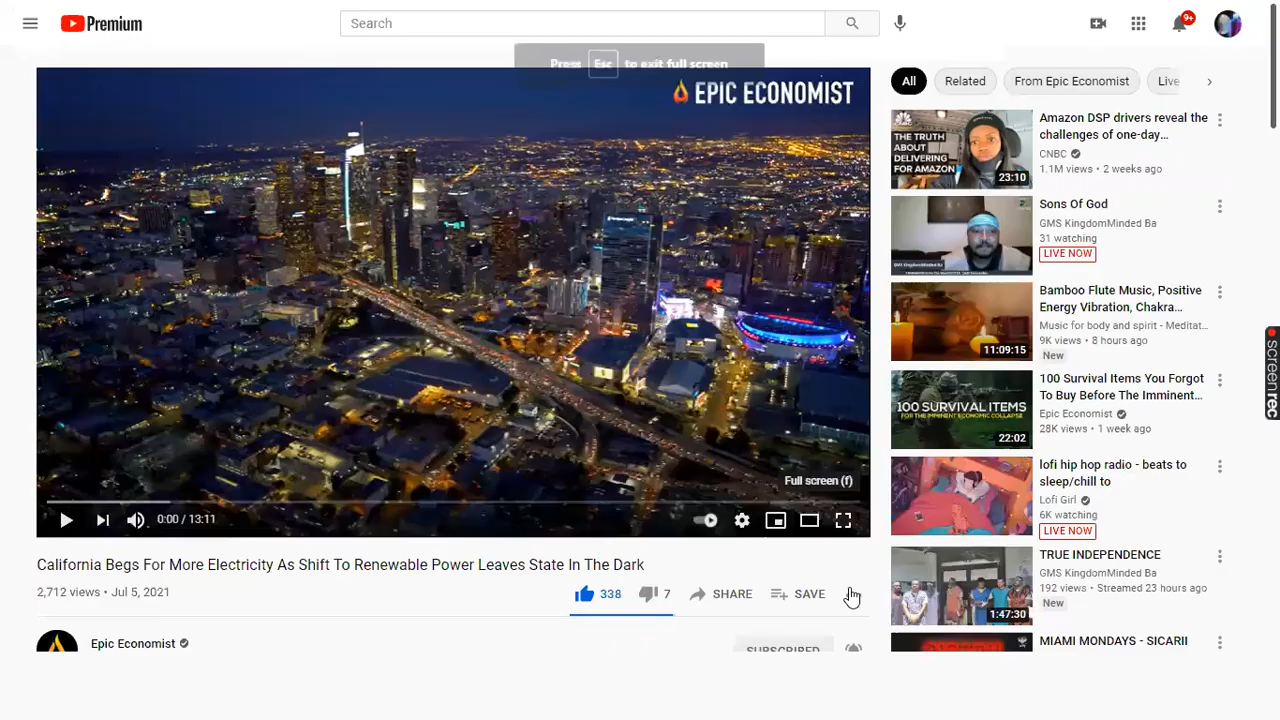 Premium
Search
9+
Press Esc to exit full screen
EPIC ECONOMIST
Full screen (f)
0:00 / 13:11
California Begs For More Electricity As Shift To Renewable Power Leaves State In The Dark
2,712 views • Jul 5, 2021
338
7
SHARE
SAVE
Epic Economist
SUBSCRIBED
All
Related
From Epic Economist
Live
CNBC
THE TRUTH
ABOUT
DELIVERING
FOR AMAZON
23:10
Amazon DSP drivers reveal the
challenges of one-day...
CNBC
1.1M views • 2 weeks ago
Sons Of God
GMS KingdomMinded Ba
31 watching
LIVE NOW
11:09:15
Bamboo Flute Music, Positive
Energy Vibration, Chakra...
Music for body and spirit - Meditat...
9K views • 8 hours ago
New
100 SURVIVAL ITEMS
FOR THE IMMINENT ECONOMIC COLLAPSE
22:02
100 Survival Items You Forgot
To Buy Before The Imminent...
Epic Economist
28K views • 1 week ago
lofi hip hop radio - beats to
sleep/chill to
Lofi Girl
6K watching
LIVE NOW
1:47:30
TRUE INDEPENDENCE
GMS KingdomMinded Ba
192 views • Streamed 23 hours ago
New
MIAMI MONDAYS - SICARII
screenrec